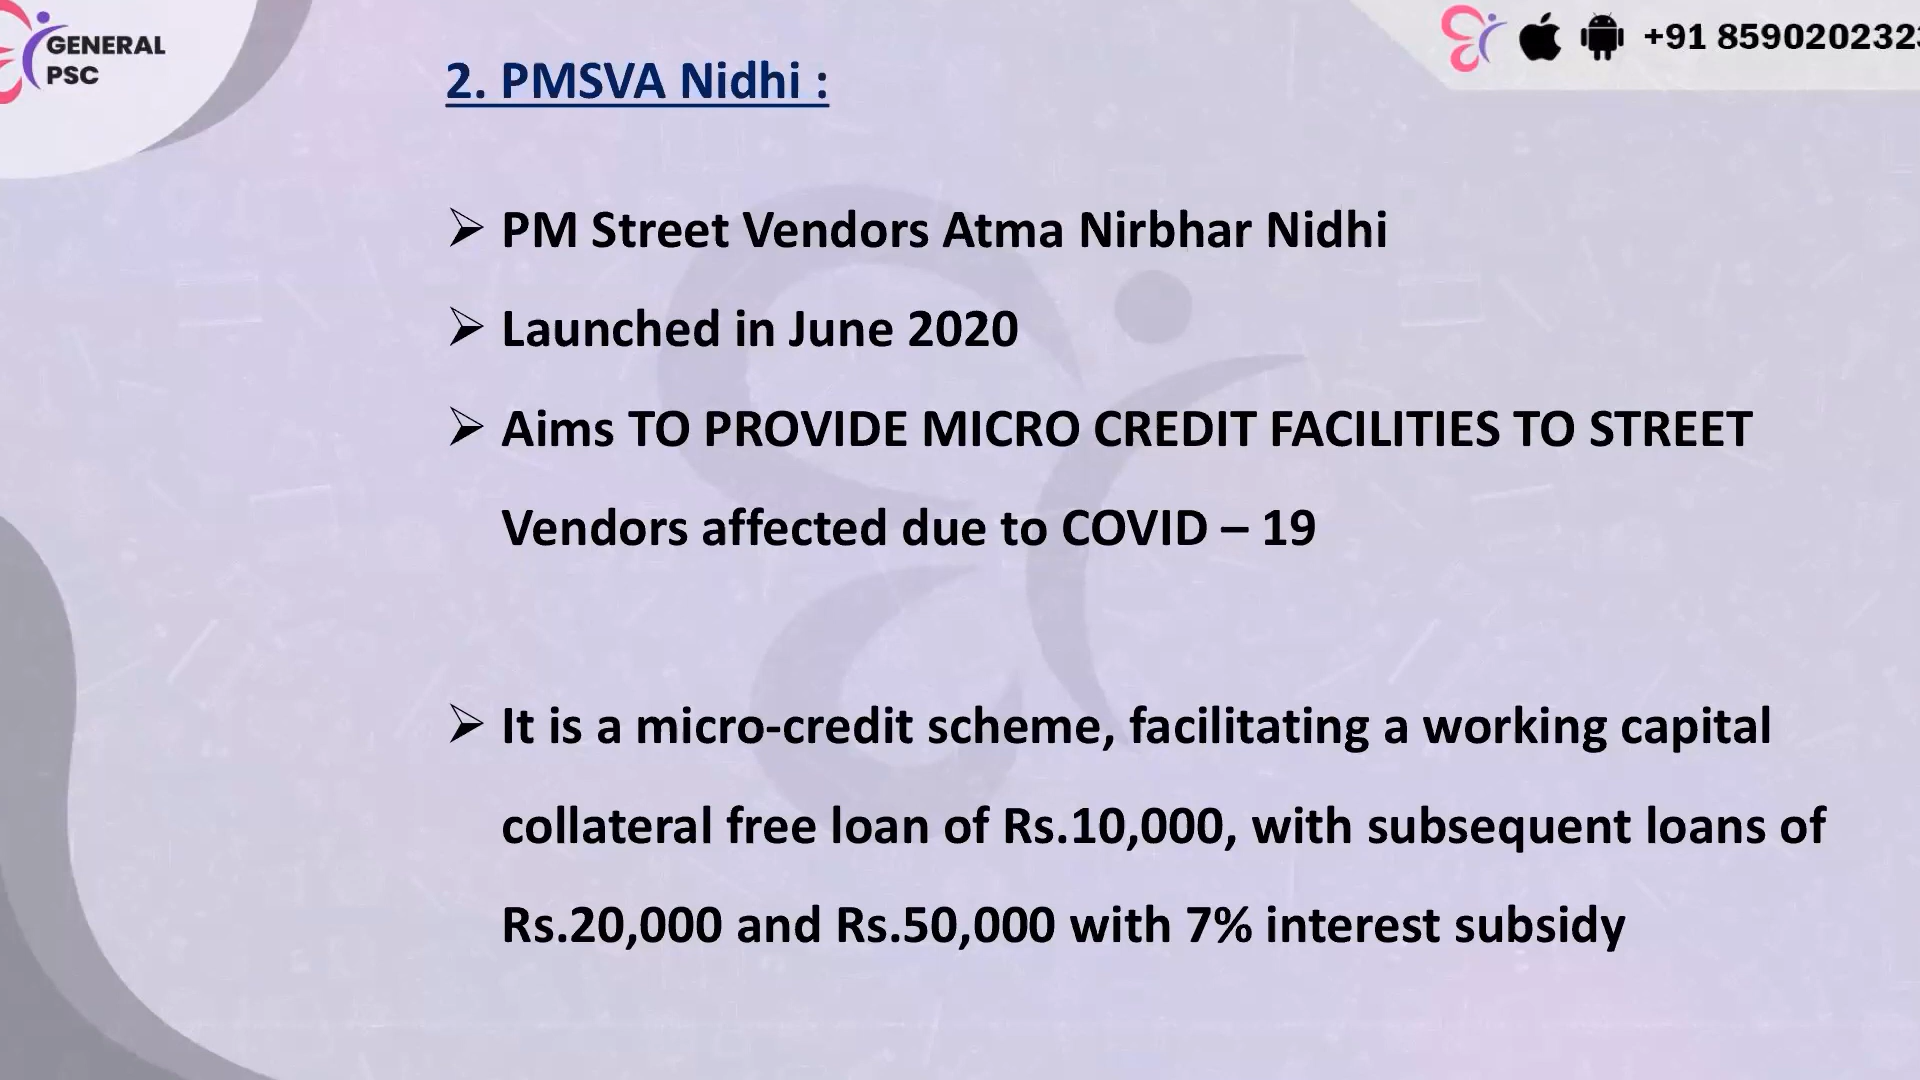 GENERAL
PSC
+91 859020232
2. PMSVA Nidhi :
➢ PM Street Vendors Atma Nirbhar Nidhi
➢ Launched in June 2020
➢ Aims TO PROVIDE MICRO CREDIT FACILITIES TO STREET
Vendors affected due to COVID – 19
➢ It is a micro-credit scheme, facilitating a working capital
collateral free loan of Rs.10,000, with subsequent loans of
Rs.20,000 and Rs.50,000 with 7% interest subsidy